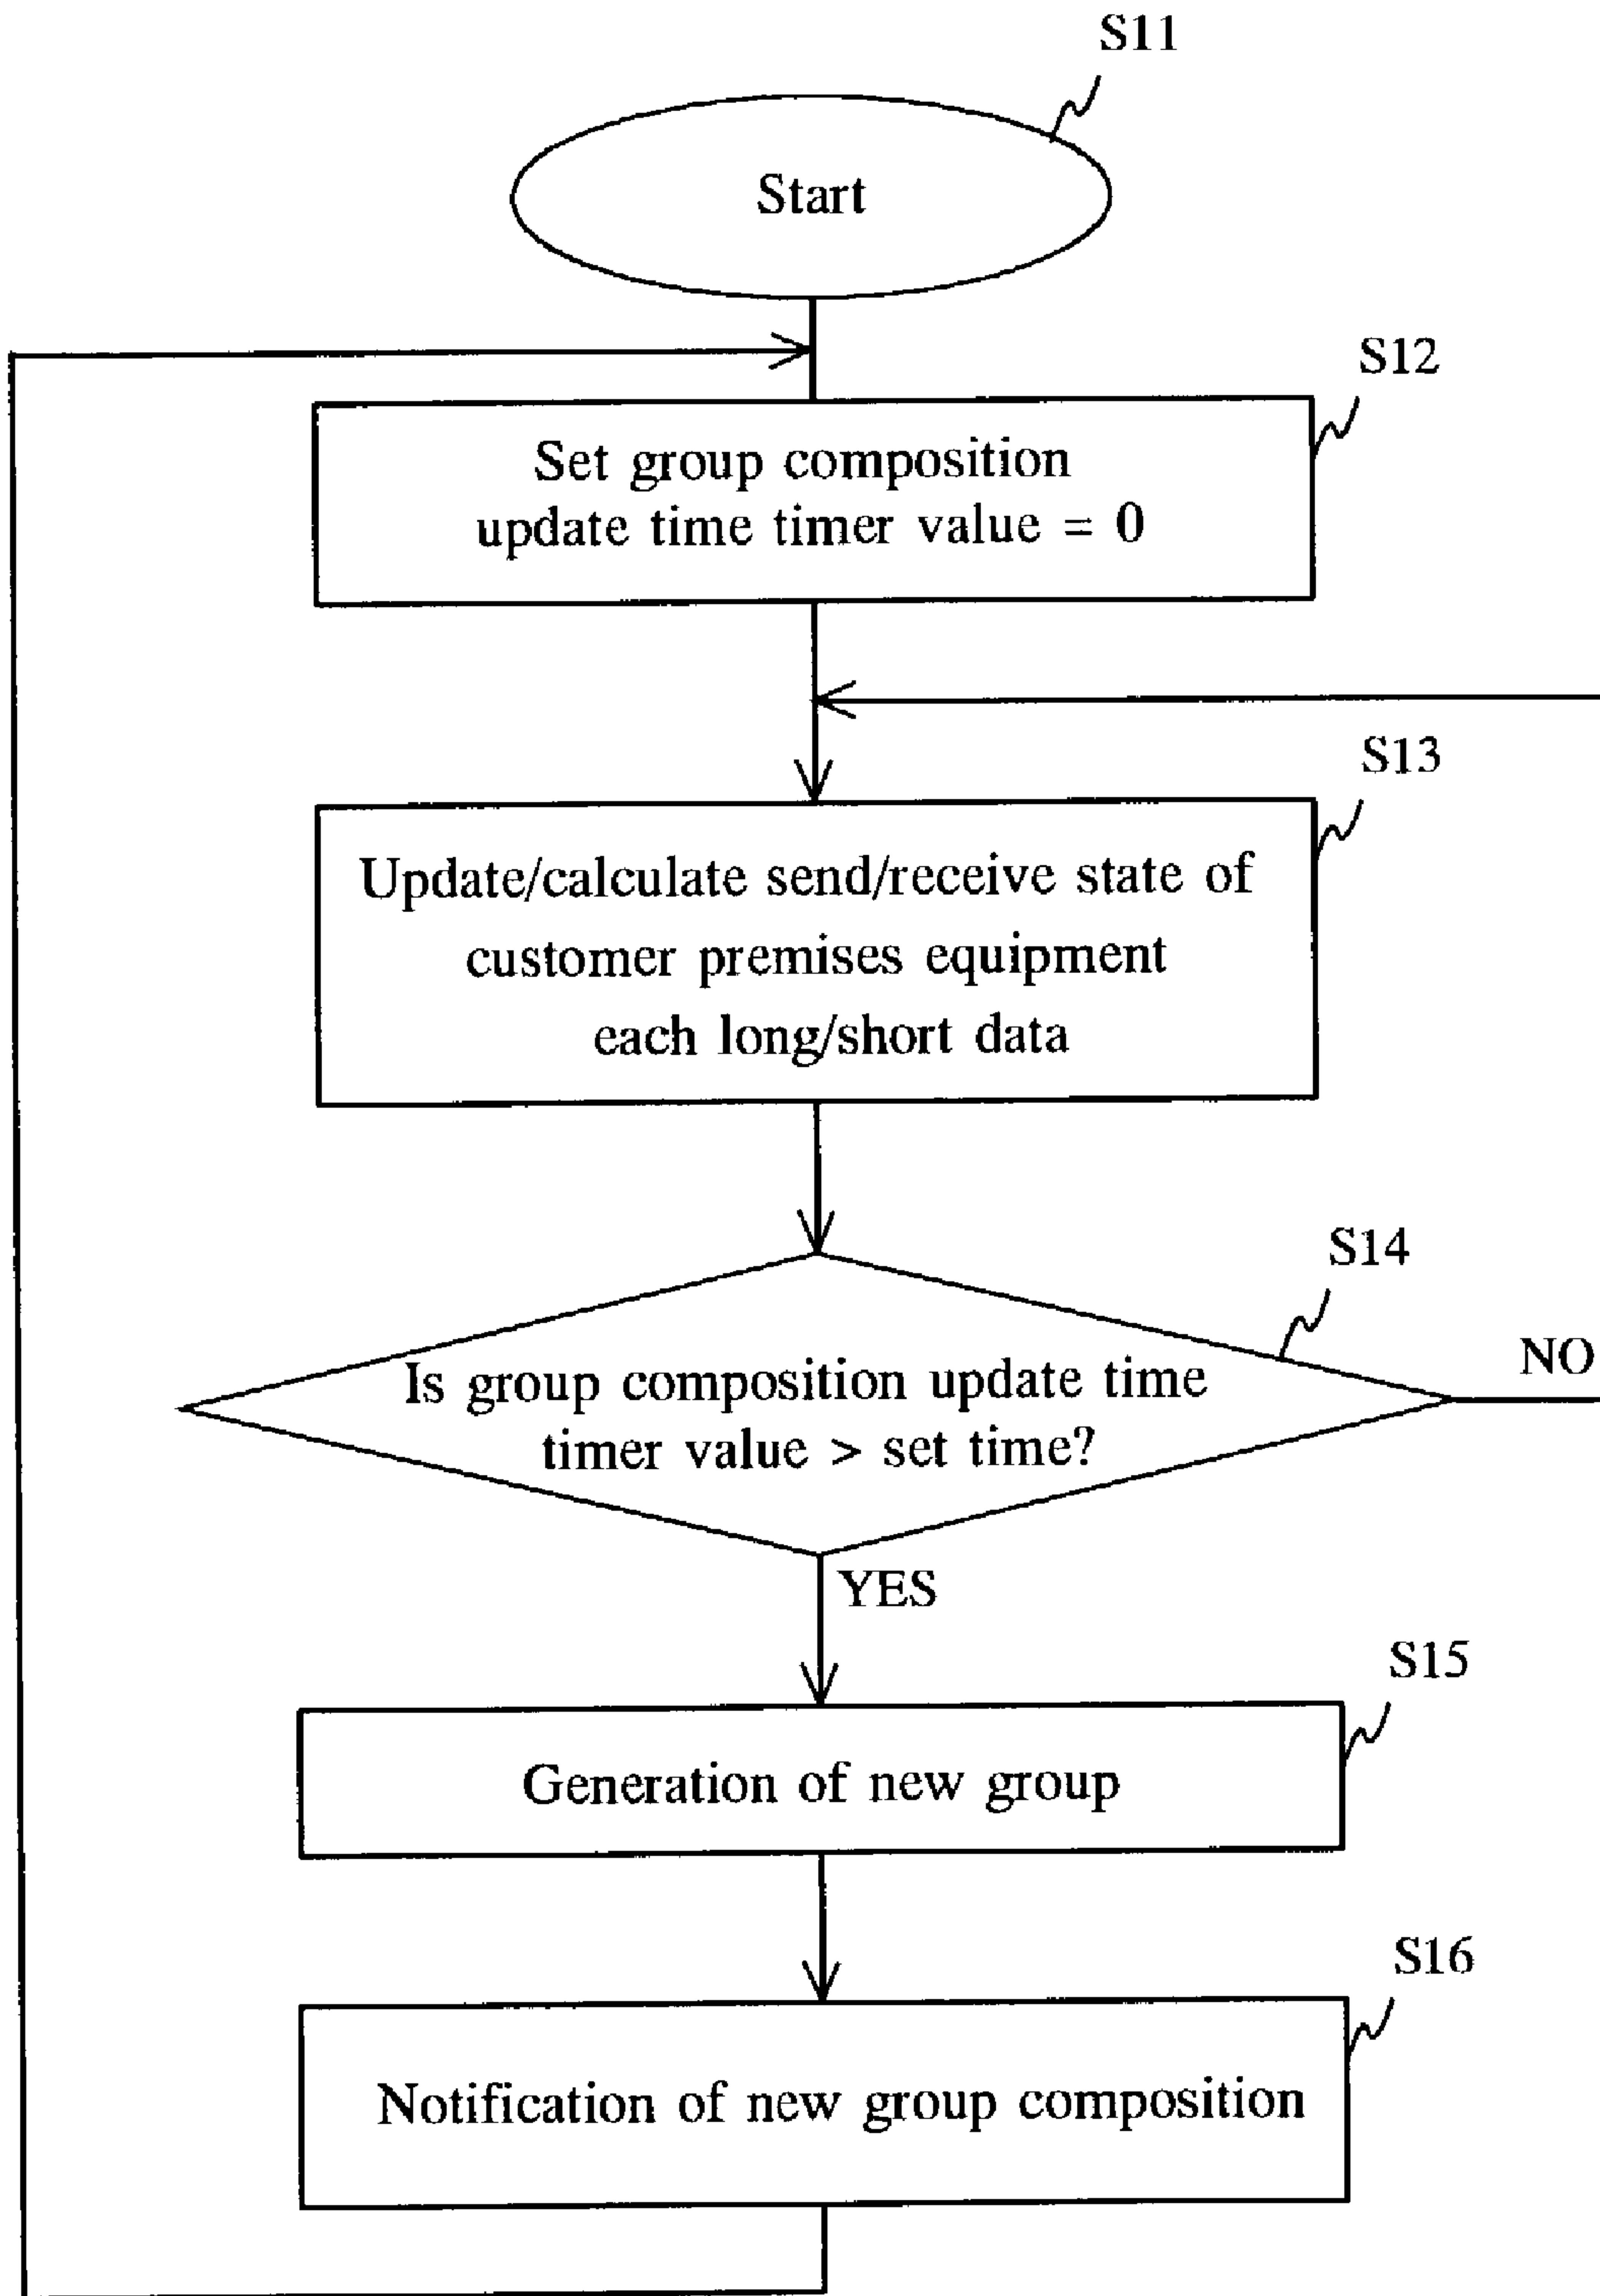 S11
Start
S12
Set group composition
update time timer value = 0
S13
Update/calculate send/receive state of
customer premises equipment
each long/short data
S14
NO
Is group composition update time
timer value > set time?
YES
S15
Generation of new group
S16
Notification of new group composition